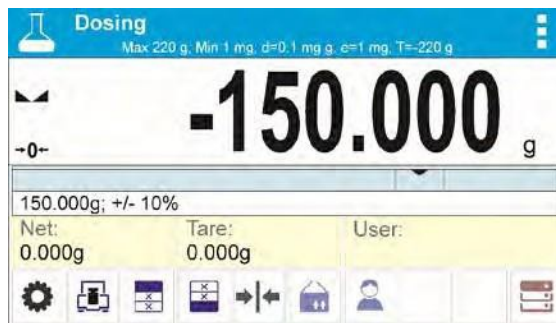 Dosing
Max 220 g; Min 1 mg, d=0.1 mg g, e=1 mg, T=-220 g
-150.000 g
→0←
150.000g; +/- 10%
Net: Tare: User:
0.000g 0.000g